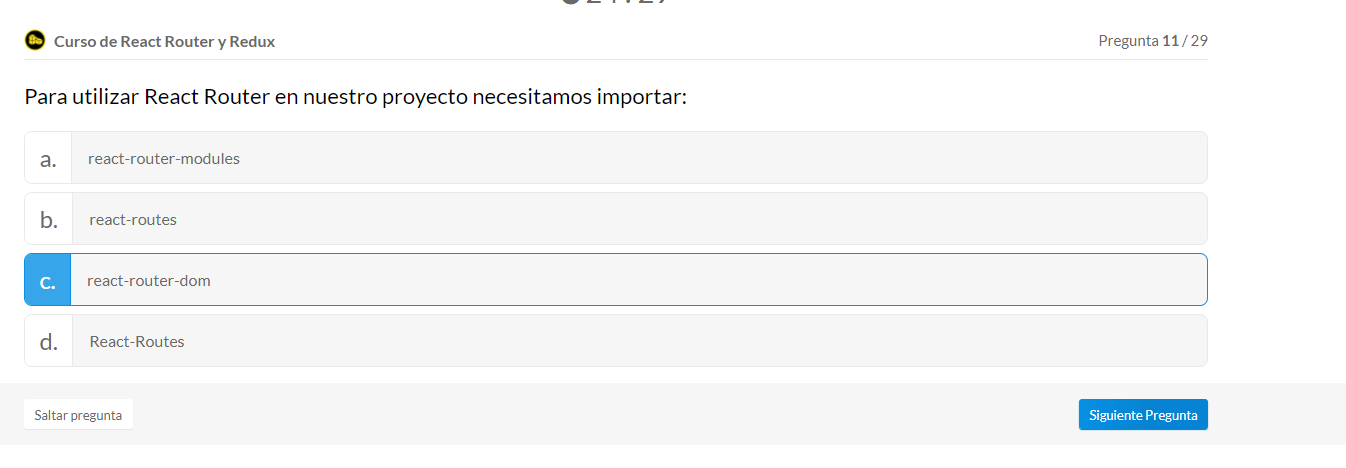 Curso de React Router y Redux
Pregunta 11 / 29
Para utilizar React Router en nuestro proyecto necesitamos importar:
a. react-router-modules
b. react-routes
c. react-router-dom
d. React-Routes
Saltar pregunta
Siguiente Pregunta